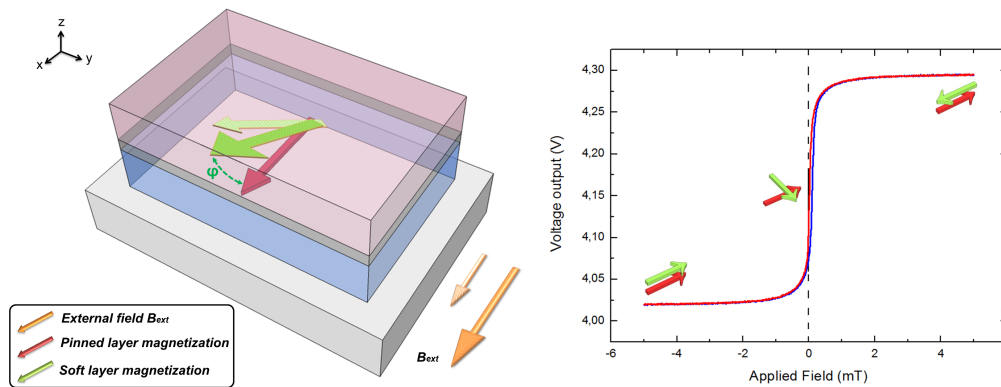 z
x
y
φ
Bext
External field Bext
Pinned layer magnetization
Soft layer magnetization
Voltage output (V)
4,30
4,25
4,20
4,15
4,10
4,05
4,00
-6 -4 -2 0 2 4 6
Applied Field (mT)